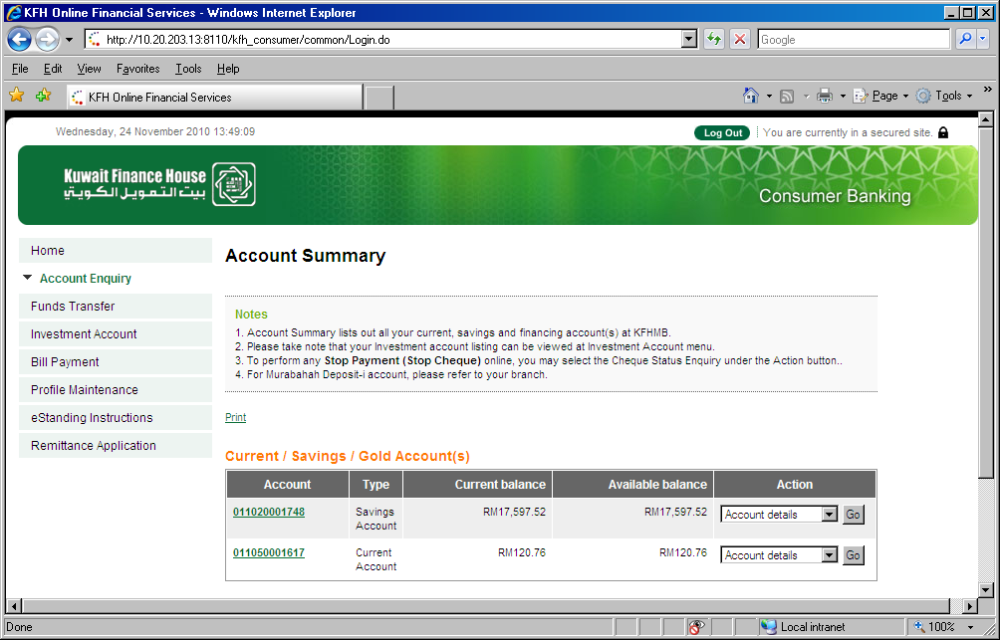 KFH Online Financial Services - Windows Internet Explorer
http://10.20.203.13:8110/kfh_consumer/common/Login.do
Google
File Edit View Favorites Tools Help
KFH Online Financial Services
Page Tools »
Wednesday, 24 November 2010 13:49:09
Log Out You are currently in a secured site.
Kuwait Finance House
بيت التمويل الكويتي
Consumer Banking
Home
Account Enquiry
Funds Transfer
Investment Account
Bill Payment
Profile Maintenance
eStanding Instructions
Remittance Application
Account Summary
Notes
1. Account Summary lists out all your current, savings and financing account(s) at KFHMB.
2. Please take note that your Investment account listing can be viewed at Investment Account menu.
3. To perform any Stop Payment (Stop Cheque) online, you may select the Cheque Status Enquiry under the Action button..
4. For Murabahah Deposit-i account, please refer to your branch.
Print
Current / Savings / Gold Account(s)
Account Type Current balance Available balance Action
011020001748 Savings Account RM17,597.52 RM17,597.52 Account details Go
011050001617 Current Account RM120.76 RM120.76 Account details Go
Done Local intranet 100%